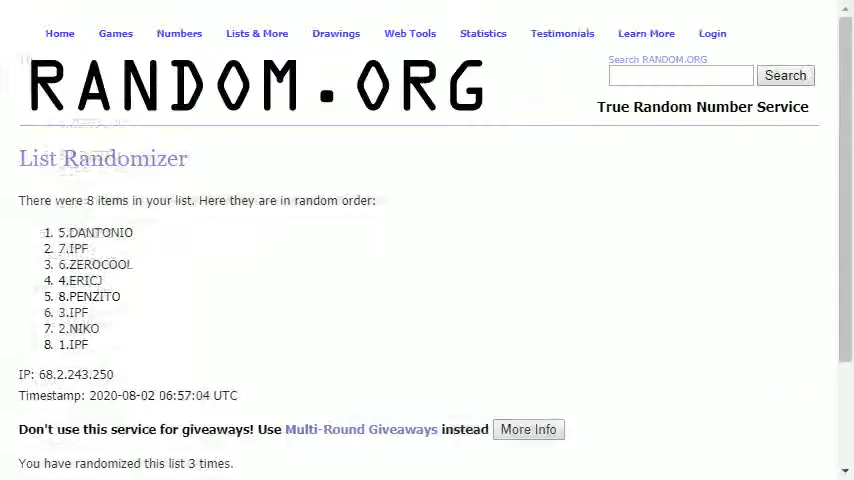 Home Games Numbers Lists & More Drawings Web Tools Statistics Testimonials Learn More Login
Search RANDOM.ORG
RANDOM.ORG
Search
True Random Number Service
List Randomizer
There were 8 items in your list. Here they are in random order:
1. 5.DANTONIO
2. 7.IPF
3. 6.ZEROCOOL
4. 4.ERICJ
5. 8.PENZITO
6. 3.IPF
7. 2.NIKO
8. 1.IPF
IP: 68.2.243.250
Timestamp: 2020-08-02 06:57:04 UTC
Don't use this service for giveaways! Use Multi-Round Giveaways instead More Info
You have randomized this list 3 times.